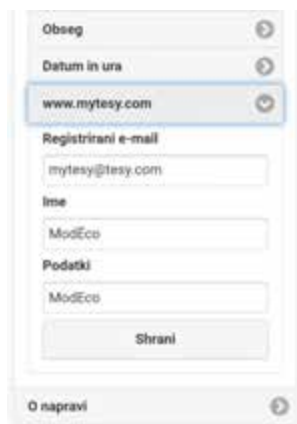 Obseg
Datum in ura
www.mytesy.com
Registrirani e-mail
mytesy@tesy.com
Ime
ModEco
Podatki
ModEco
Shrani
O napravi